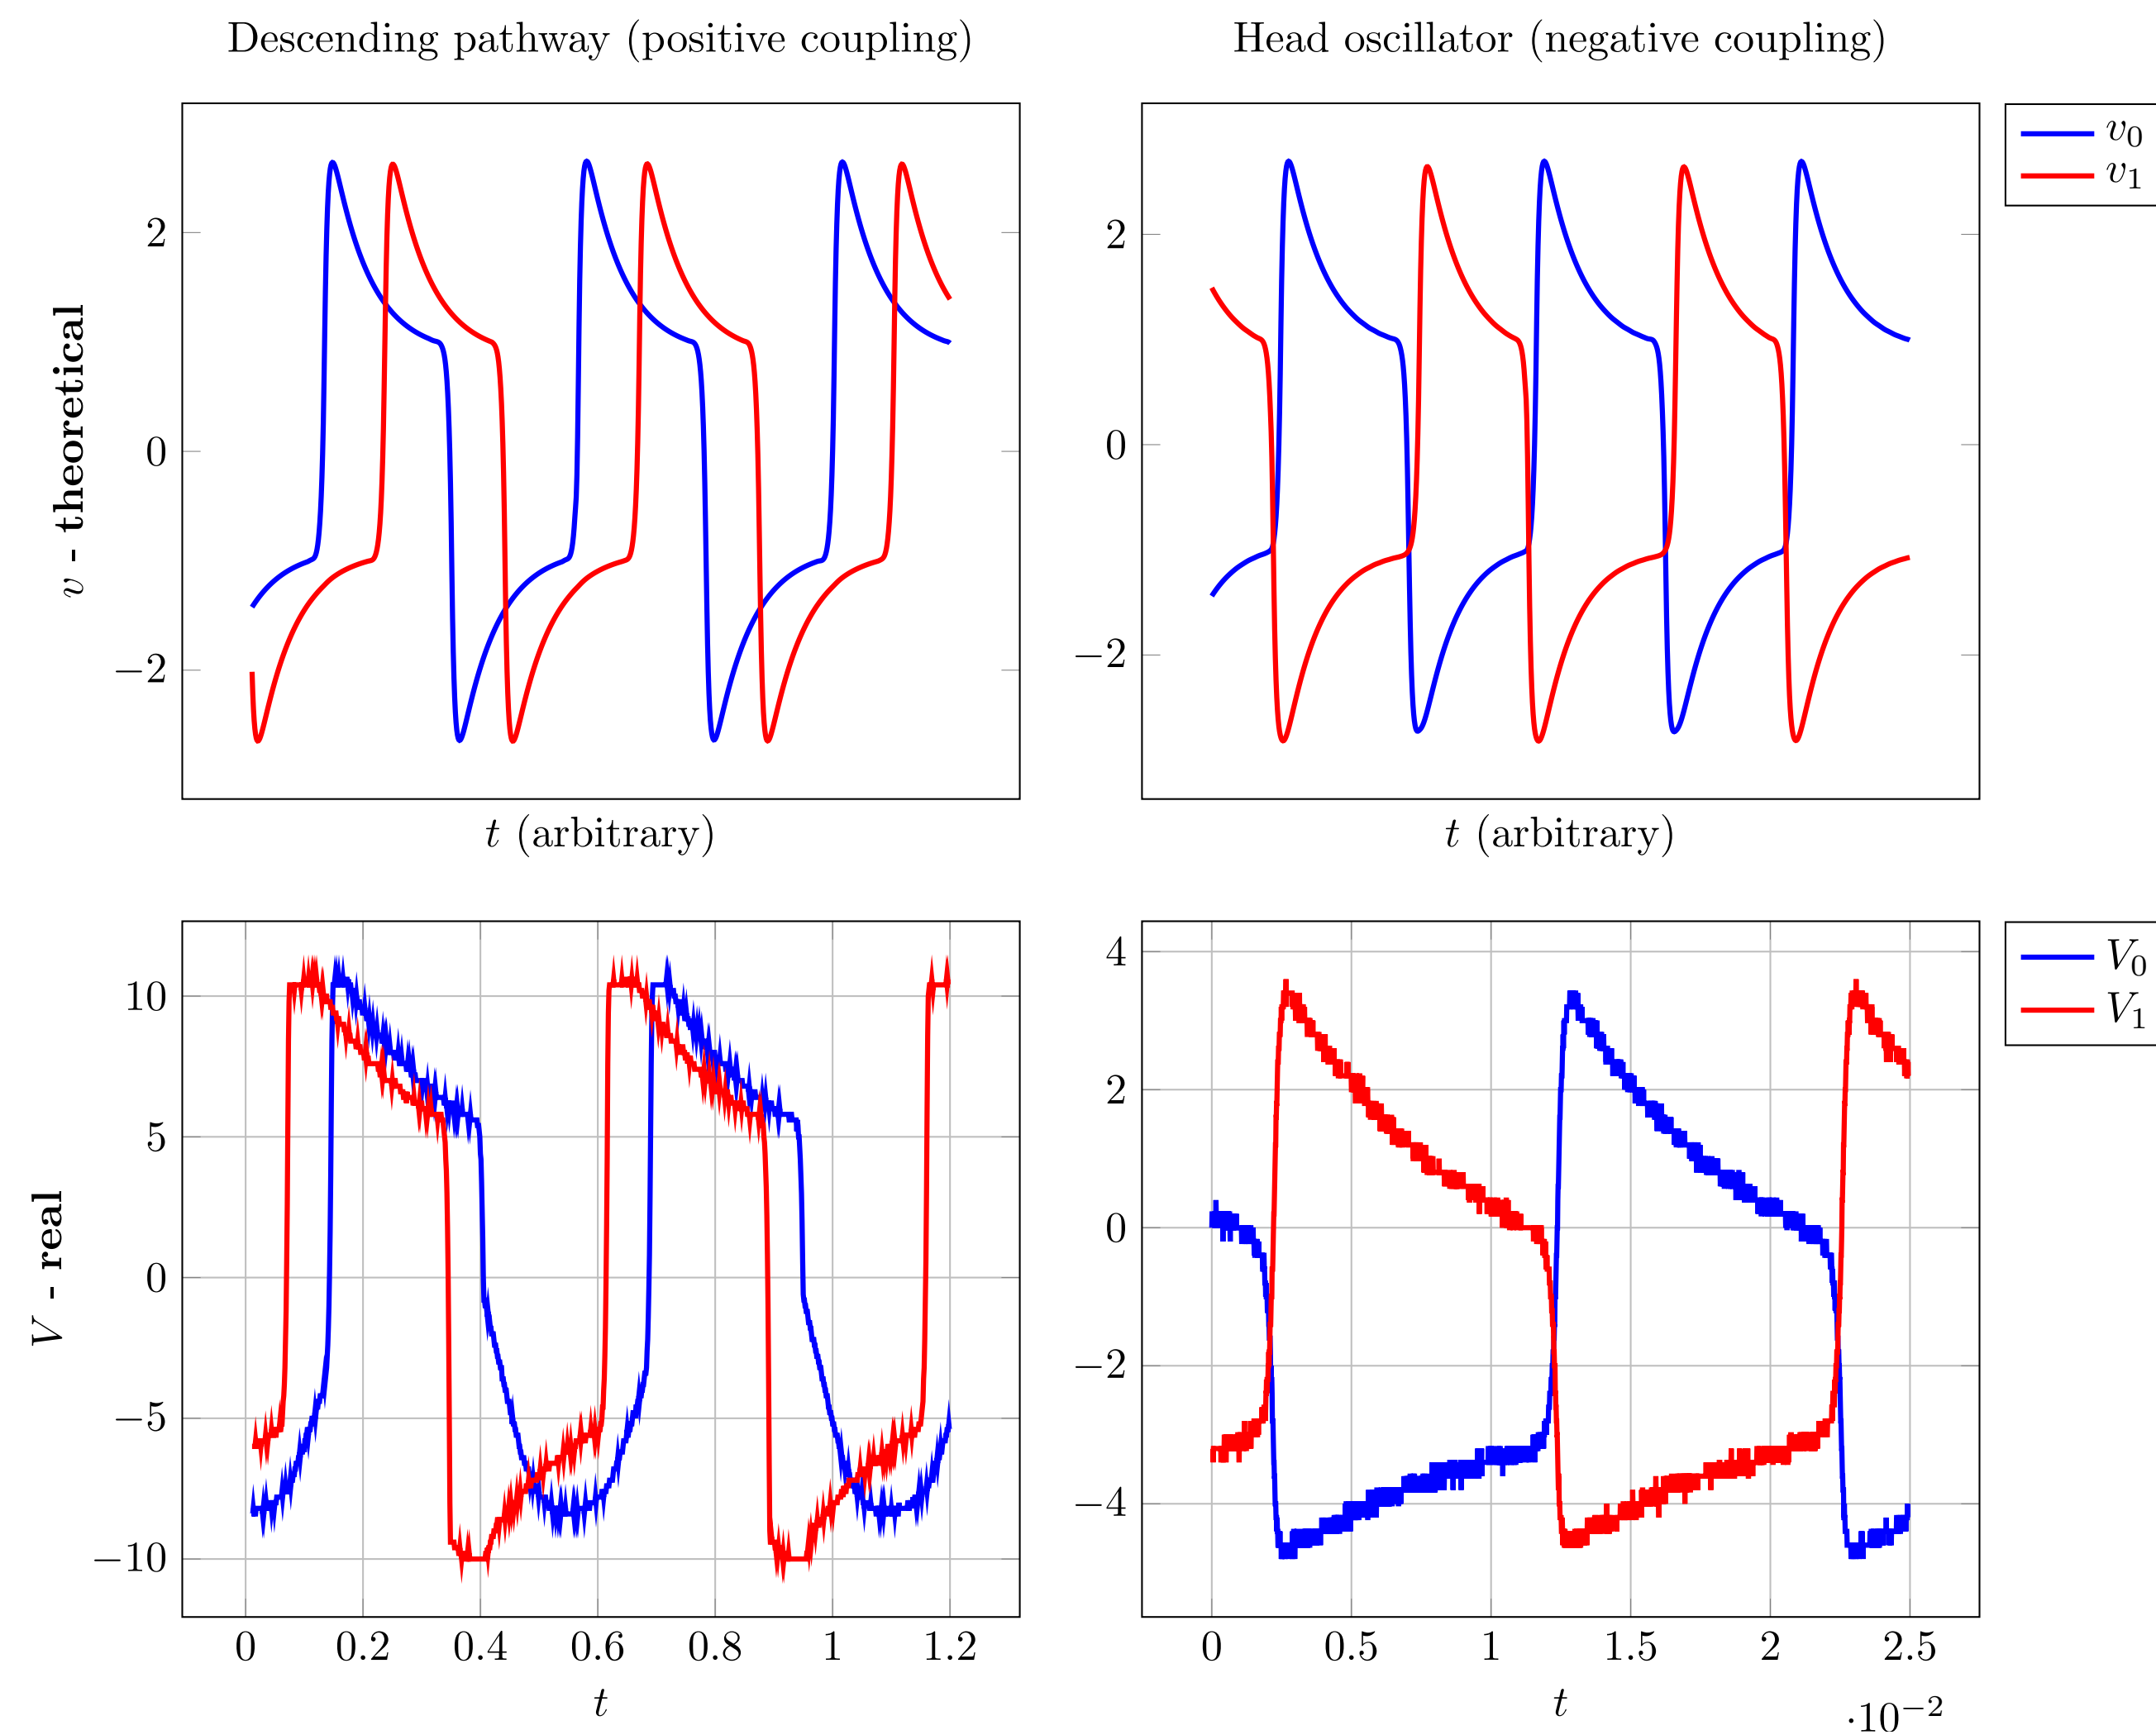 Descending pathway (positive coupling)
Head oscillator (negative coupling)
v - theoretical
2
0
−2
t (arbitrary)
2
0
−2
t (arbitrary)
v₀
v₁
V - real
10
5
0
−5
−10
0 0.2 0.4 0.6 0.8 1 1.2
t
4
2
0
−2
−4
0 0.5 1 1.5 2 2.5
t
·10⁻²
V₀
V₁